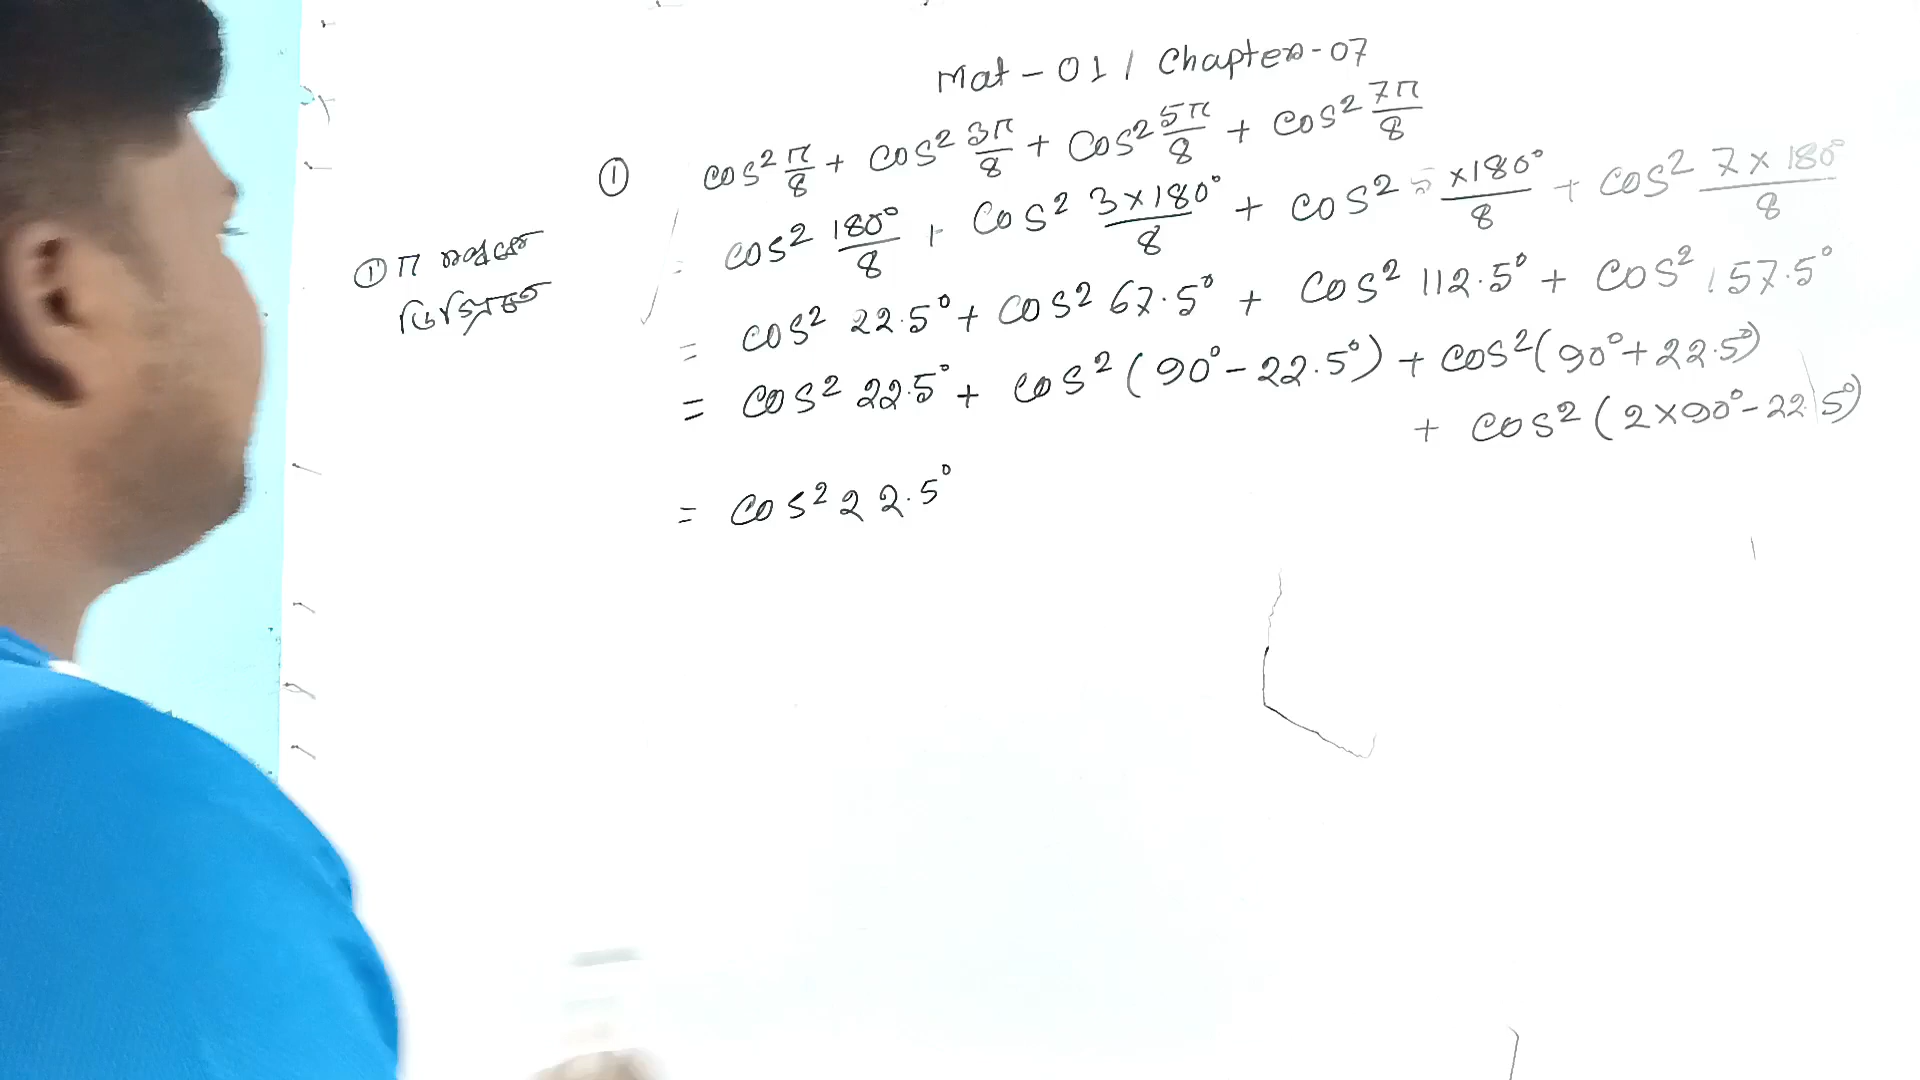 Mat - 01 / Chapter - 07
① cos² π/8 + cos² 3π/8 + cos² 5π/8 + cos² 7π/8
= cos² 180°/8 + cos² 3×180°/8 + cos² 5×180°/8 + cos² 7×180°/8
= cos² 22.5° + cos² 67.5° + cos² 112.5° + cos² 157.5°
= cos² 22.5° + cos² (90° - 22.5°) + cos² (90° + 22.5°)
+ cos² (2×90° - 22.5°)
= cos² 22.5°
① π